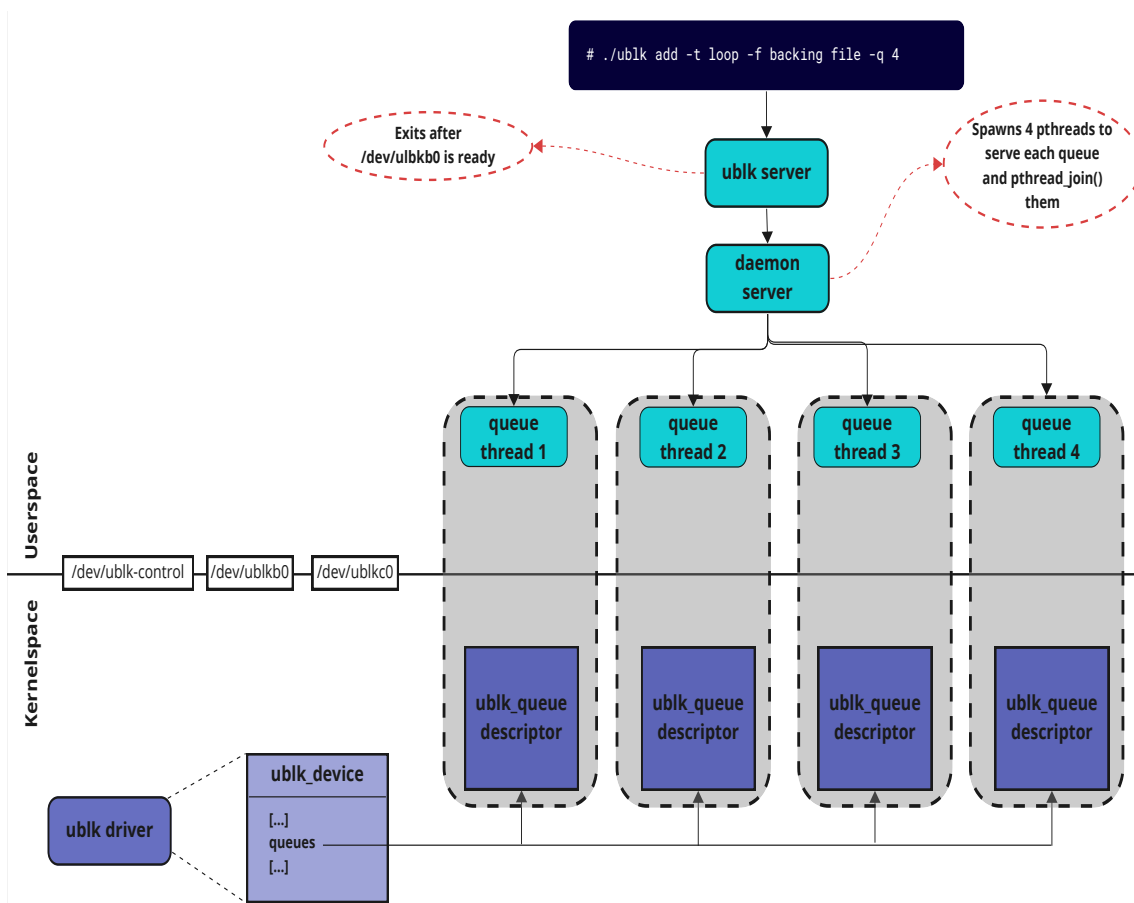 # ./ublk add -t loop -f backing file -q 4
Exits after
/dev/ulbkb0 is ready
Spawns 4 pthreads to
serve each queue
and pthread_join()
them
ublk server
daemon
server
queue
thread 1
queue
thread 2
queue
thread 3
queue
thread 4
Userspace
/dev/ublk-control
/dev/ublkb0
/dev/ublkc0
Kernelspace
ublk_queue
descriptor
ublk_queue
descriptor
ublk_queue
descriptor
ublk_queue
descriptor
ublk driver
ublk_device
[...]
queues
[...]